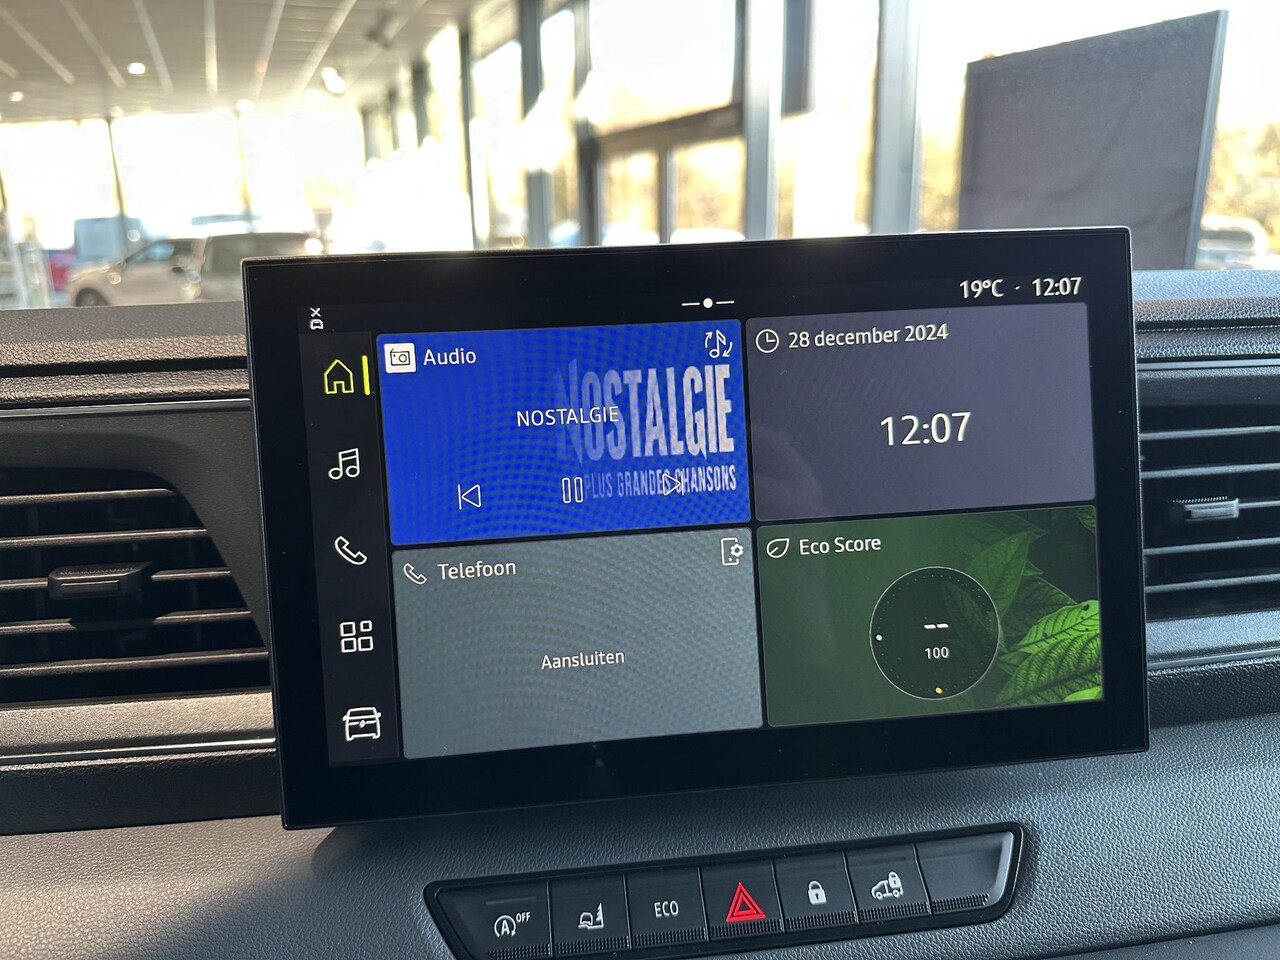 19°C · 12:07
Audio
NOSTALGIE
NOSTALGIE
PLUS GRANDES CHANSONS
28 december 2024
12:07
Telefoon
Aansluiten
Eco Score
--
100
A OFF
ECO